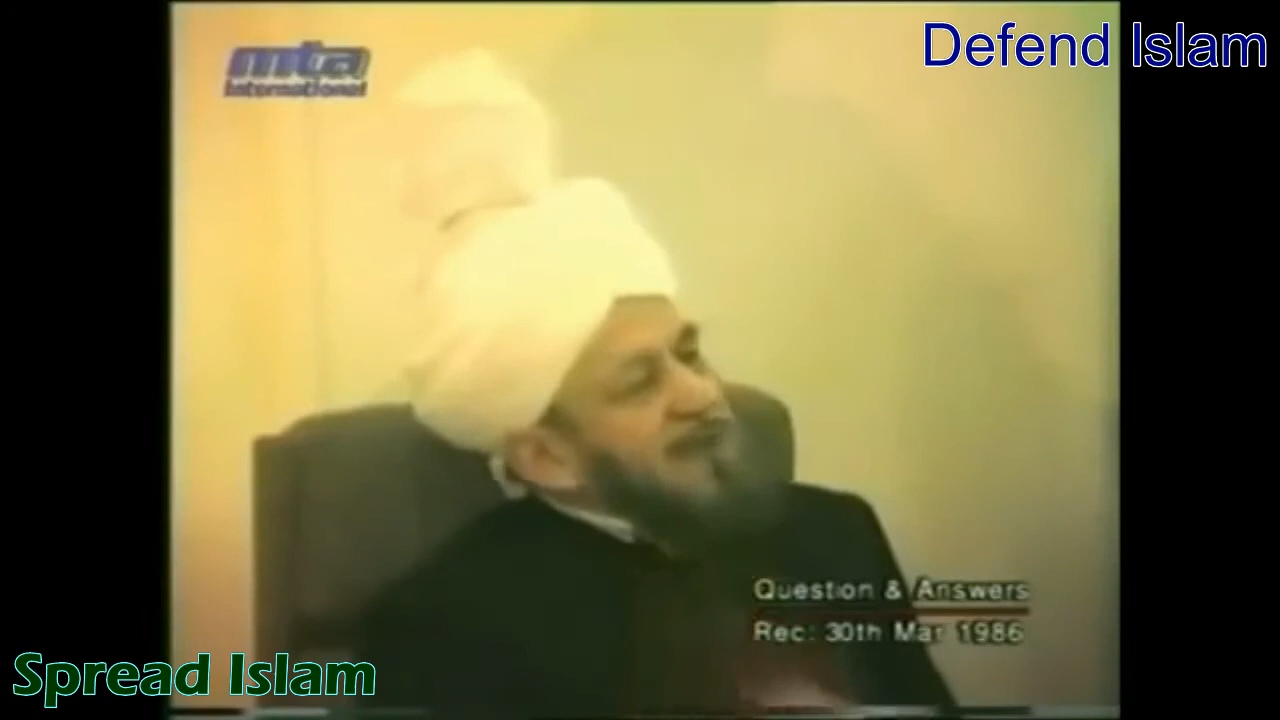 mta
International
Defend Islam
Question & Answers
Rec: 30th Mar 1986
Spread Islam